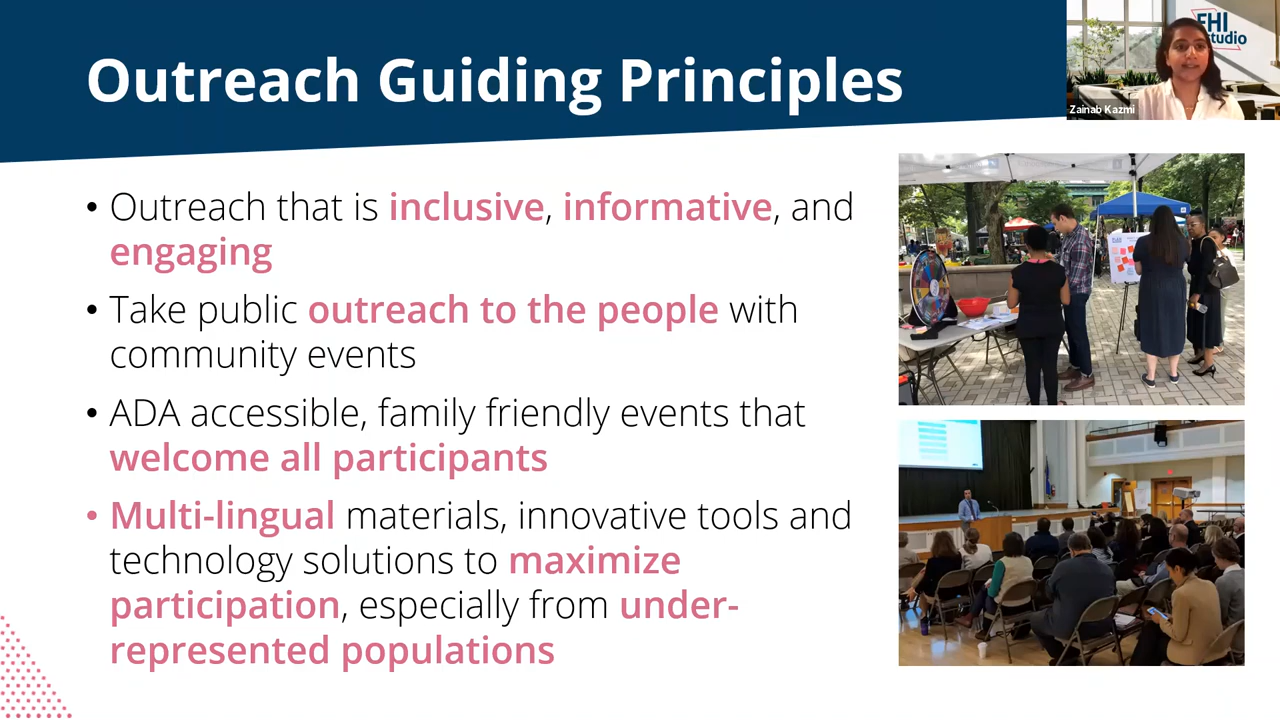 Outreach Guiding Principles
FHI
studio
Zainab Kazmi
• Outreach that is inclusive, informative, and
engaging
• Take public outreach to the people with
community events
• ADA accessible, family friendly events that
welcome all participants
• Multi-lingual materials, innovative tools and
technology solutions to maximize
participation, especially from under-
represented populations